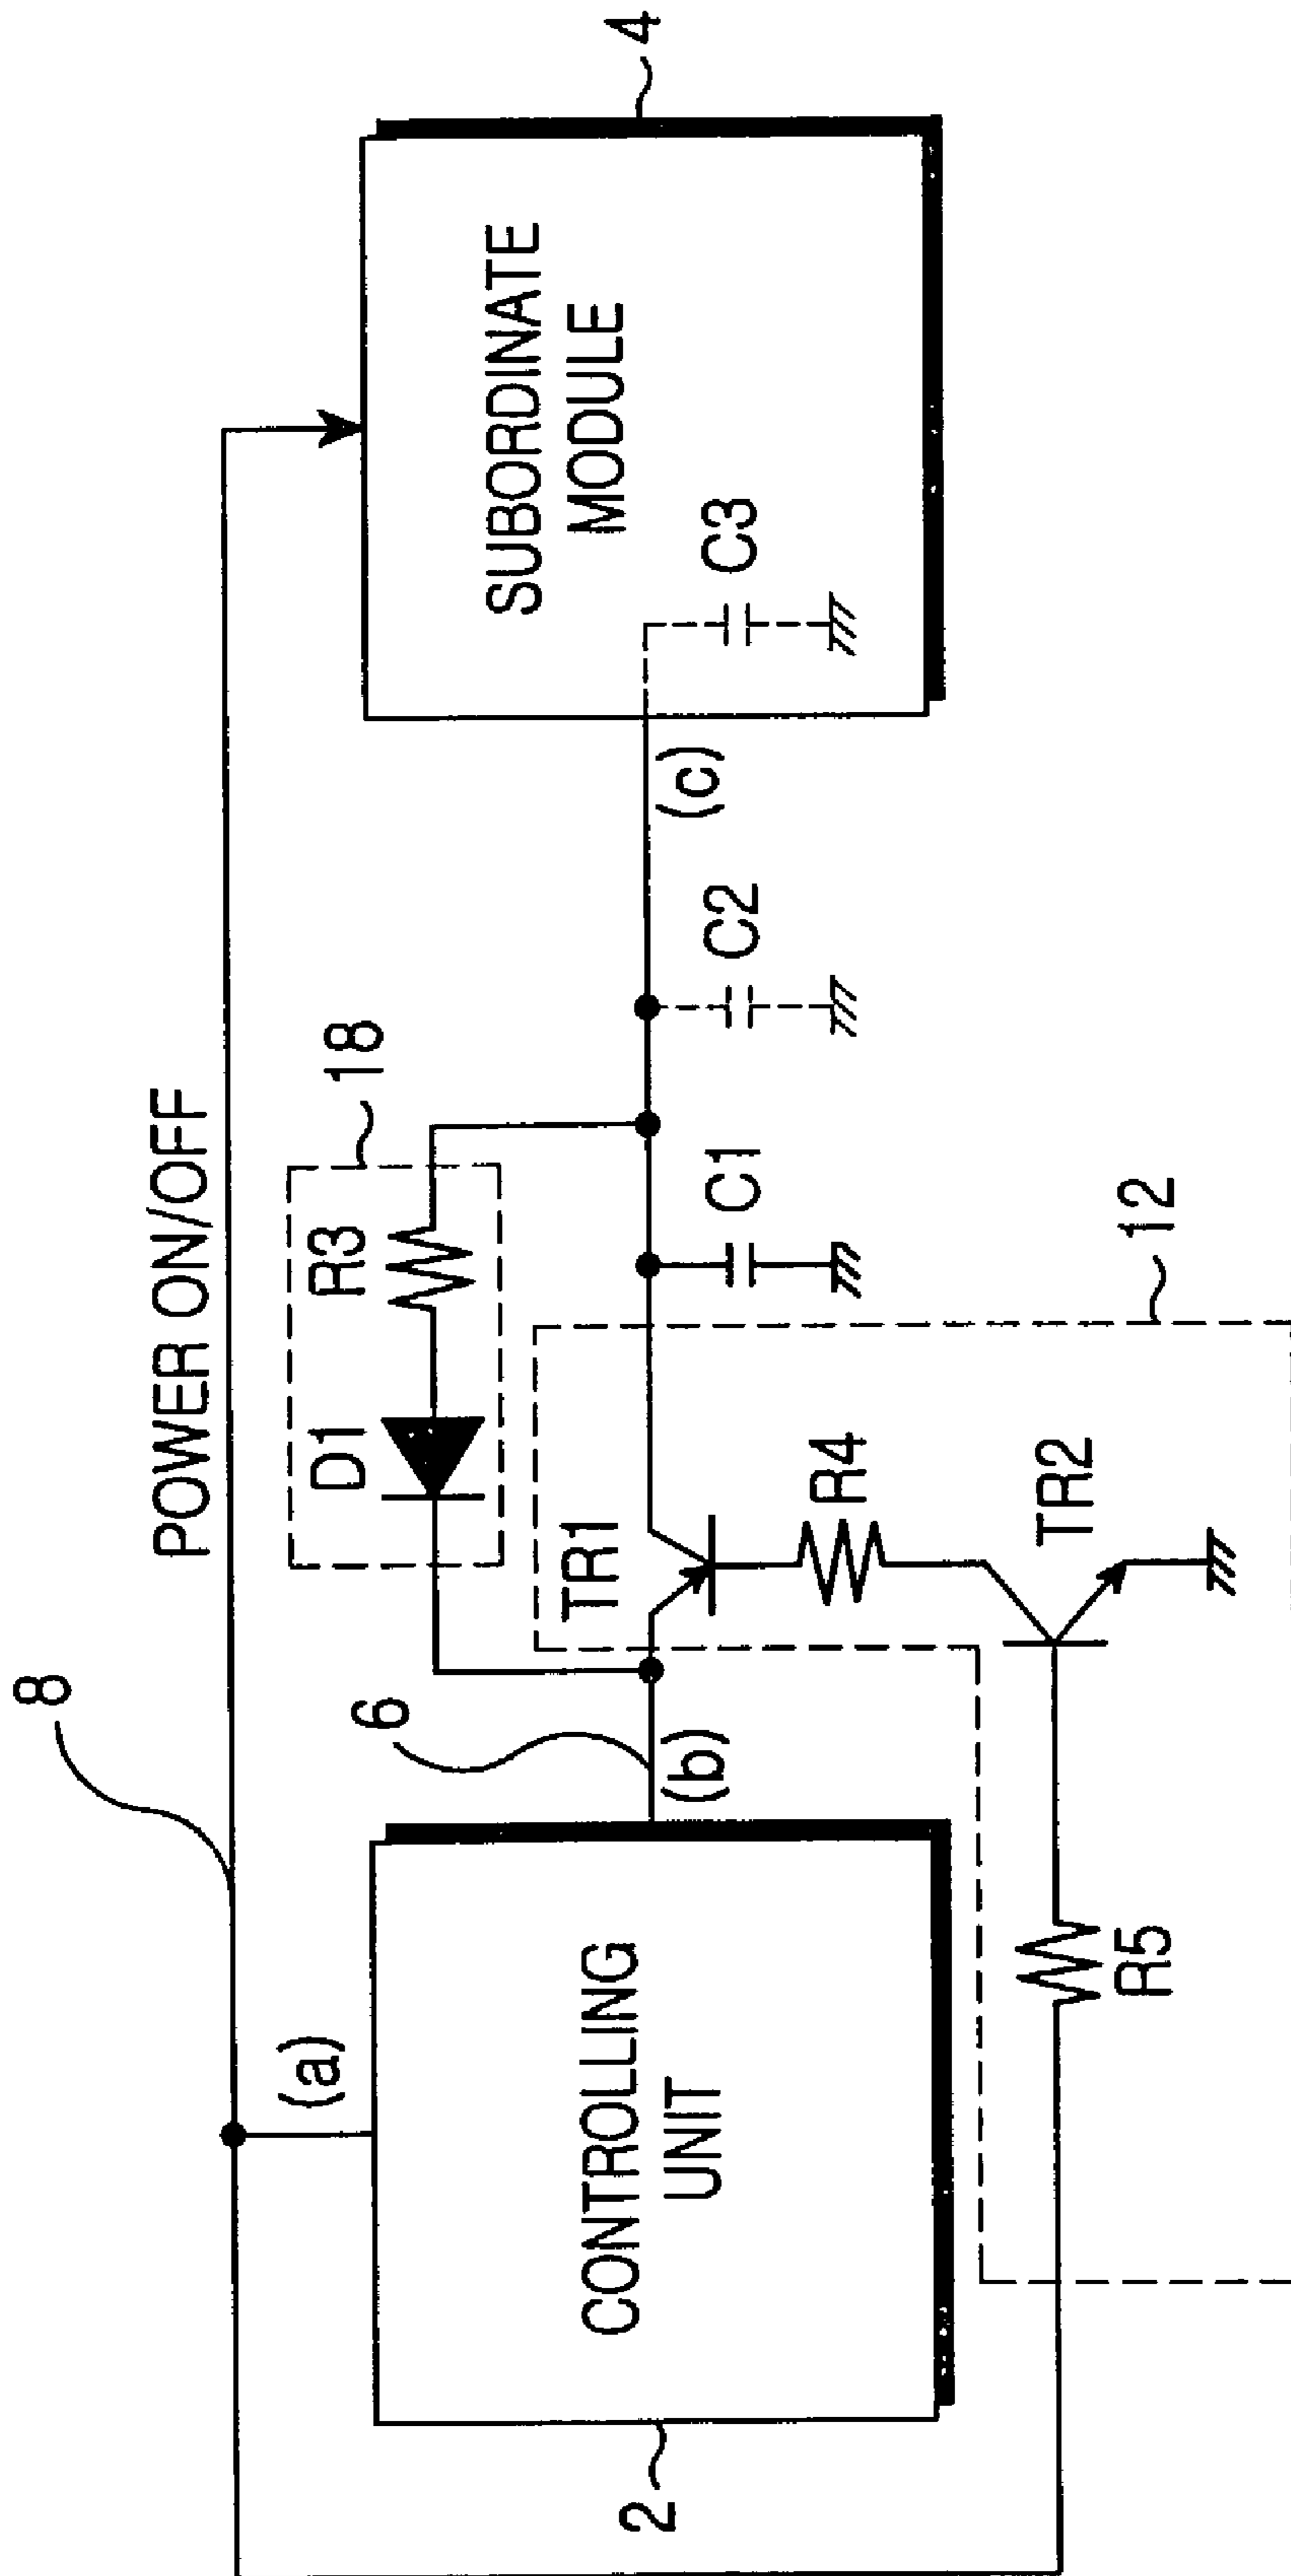 8
POWER ON/OFF
(a)
18
D1
R3
4
SUBORDINATE
MODULE
6
TR1
(b)
CONTROLLING
UNIT
2
C1
C2
(c)
C3
12
R4
TR2
R5